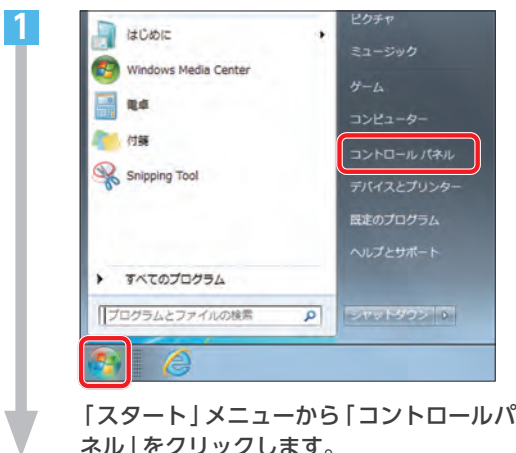 1
はじめに
Windows Media Center
電卓
付箋
Snipping Tool
すべてのプログラム
プログラムとファイルの検索
ピクチャ
ミュージック
ゲーム
コンピューター
コントロール パネル
デバイスとプリンター
既定のプログラム
ヘルプとサポート
シャットダウン
「スタート」メニューから「コントロールパ
ネル」をクリックします。